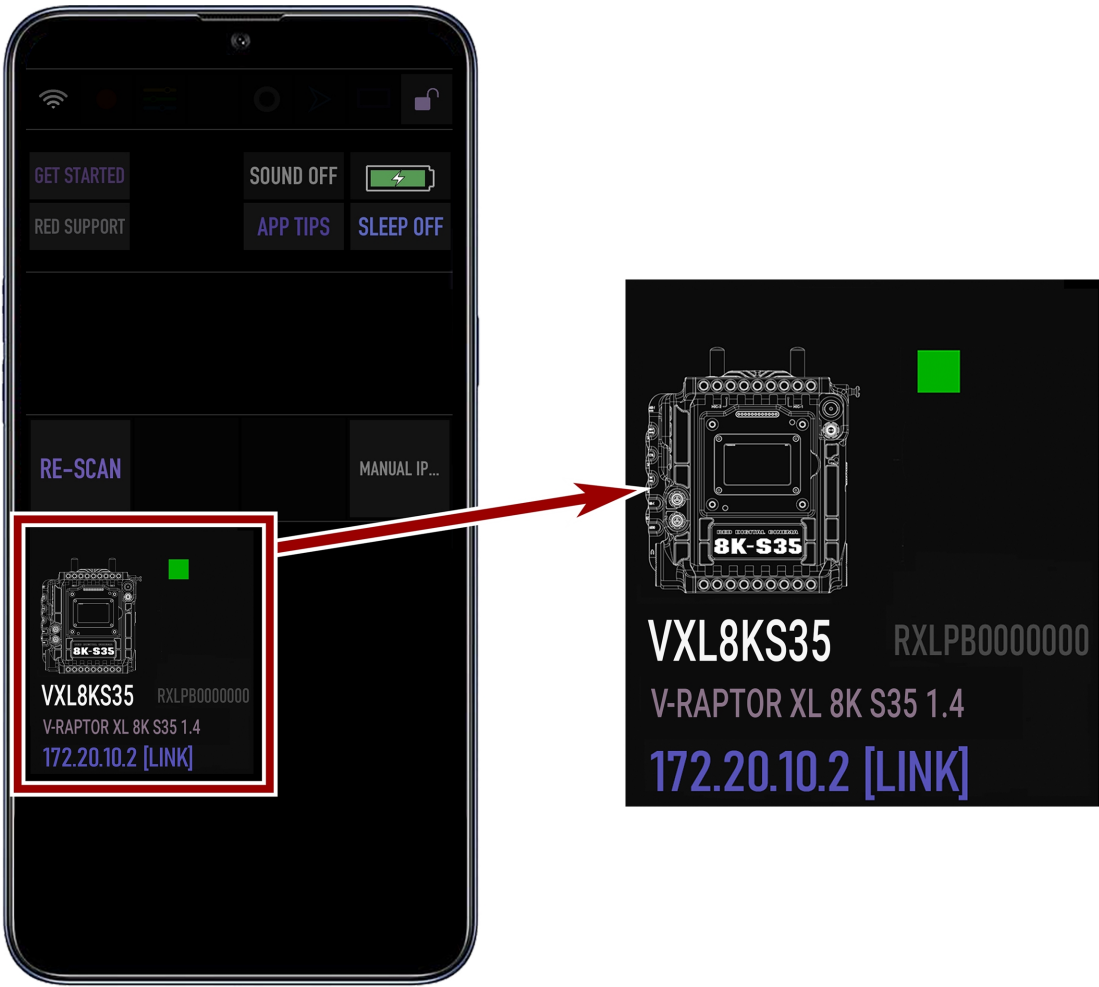 GET STARTED
SOUND OFF
RED SUPPORT
APP TIPS
SLEEP OFF
RE-SCAN
MANUAL IP...
8K-S35
VXL8KS35
RXLPB0000000
V-RAPTOR XL 8K S35 1.4
172.20.10.2 [LINK]
RED DIGITAL CINEMA
8K-S35
VXL8KS35
RXLPB0000000
V-RAPTOR XL 8K S35 1.4
172.20.10.2 [LINK]